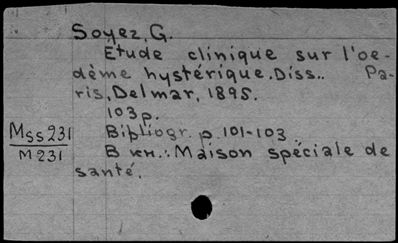 Soyez, G.
Étude clinique sur l'oe-
dème hystérique. Diss.. Pa-
ris, Delmar, 1895.
103 p.
Bibliogr. p. 101-103
В кн.: Maison spéciale de
santé.
Mss 231
M 231